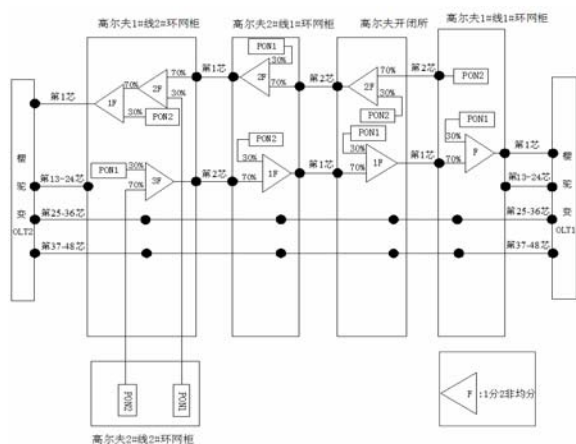 高尔夫1#线2#环网柜
高尔夫2#线1#环网柜
高尔夫开闭所
高尔夫1#线1#环网柜
第1芯
70%
1F
30%
PON2
2F
70%
30%
第1芯
PON1
30%
2F
70%
第2芯
2F
70%
30%
PON2
第2芯
PON2
PON1
30%
70%
3F
第2芯
PON2
30%
70%
1F
第1芯
PON1
30%
70%
1F
第1芯
PON1
30%
70%
F
第1芯
第13~24芯
第13~24芯
第25-36芯
第25-36芯
第37-48芯
第37-48芯
樱
驼
变
OLT2
樱
驼
变
OLT1
PON2
PON1
高尔夫2#线2#环网柜
F
:1分2非均分